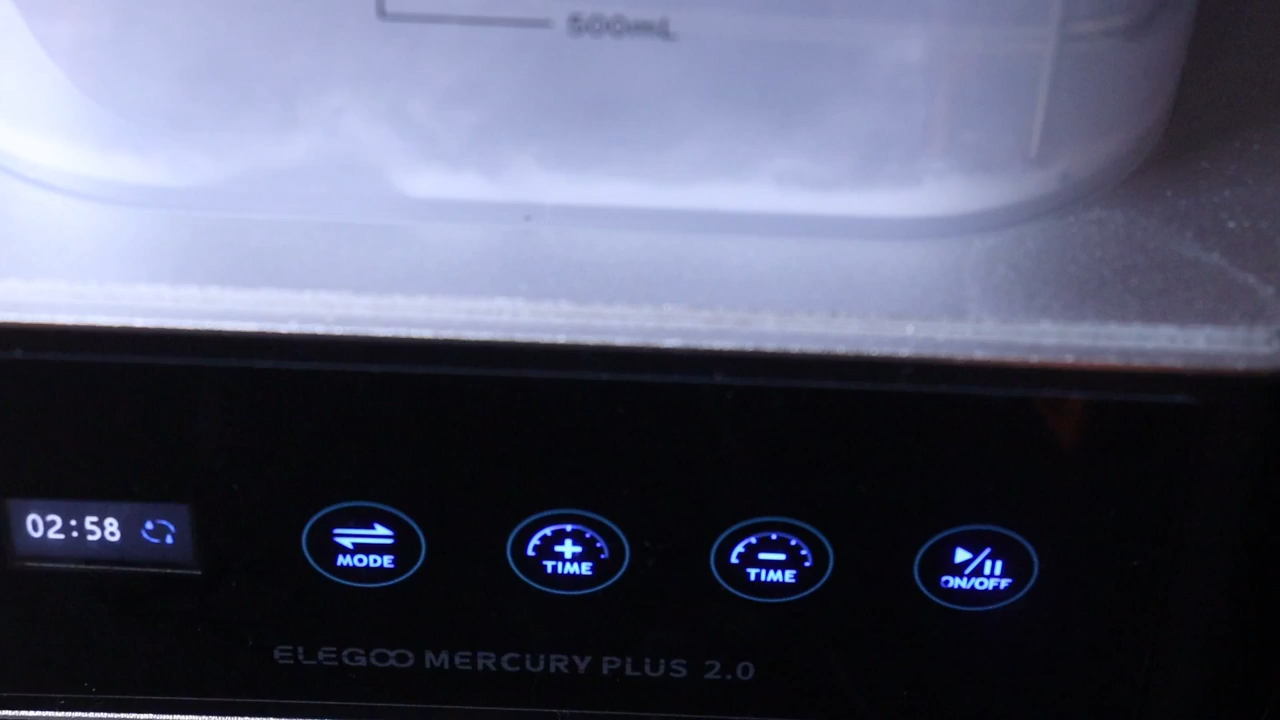 500mL
02:58
MODE
TIME
TIME
ON/OFF
ELEGOO MERCURY PLUS 2.0